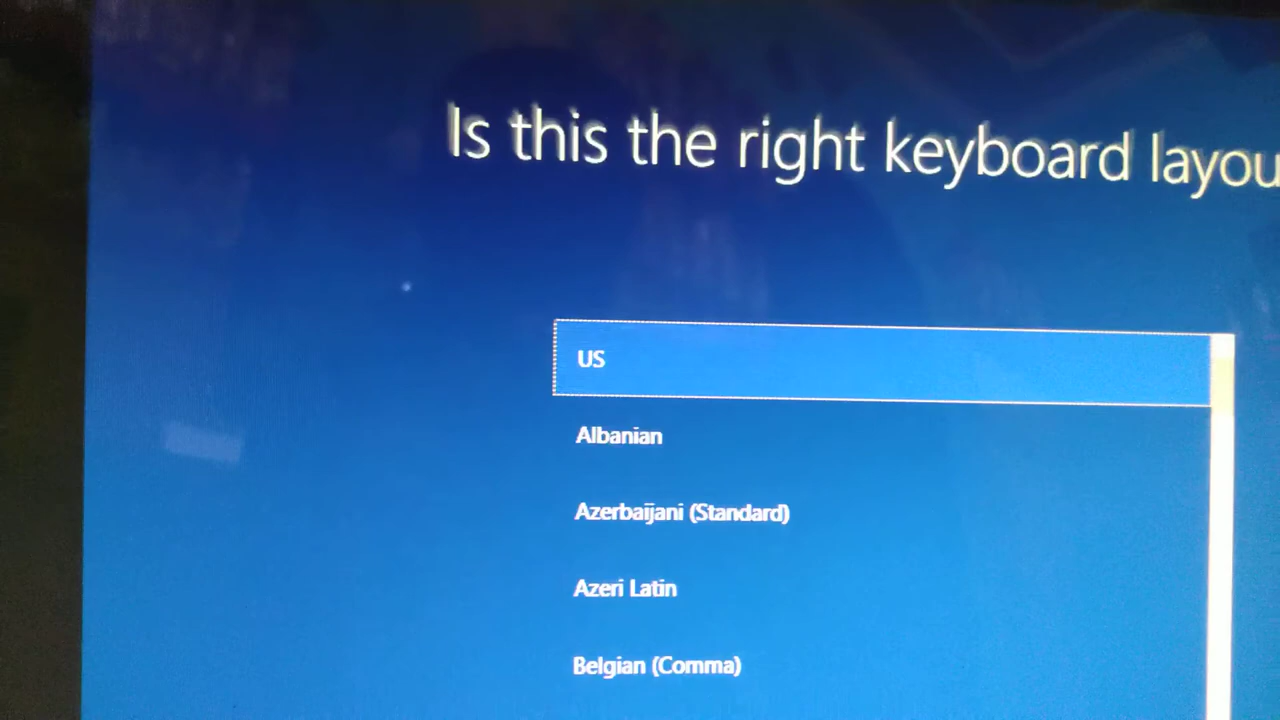 Is this the right keyboard layou
US
Albanian
Azerbaijani (Standard)
Azeri Latin
Belgian (Comma)